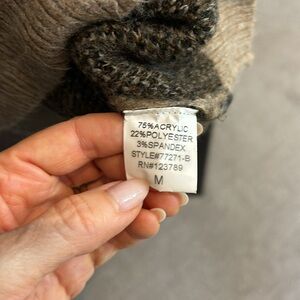 75%ACRYLIC
22%POLYESTER
3%SPANDEX
STYLE#77271-B
RN#123789
M